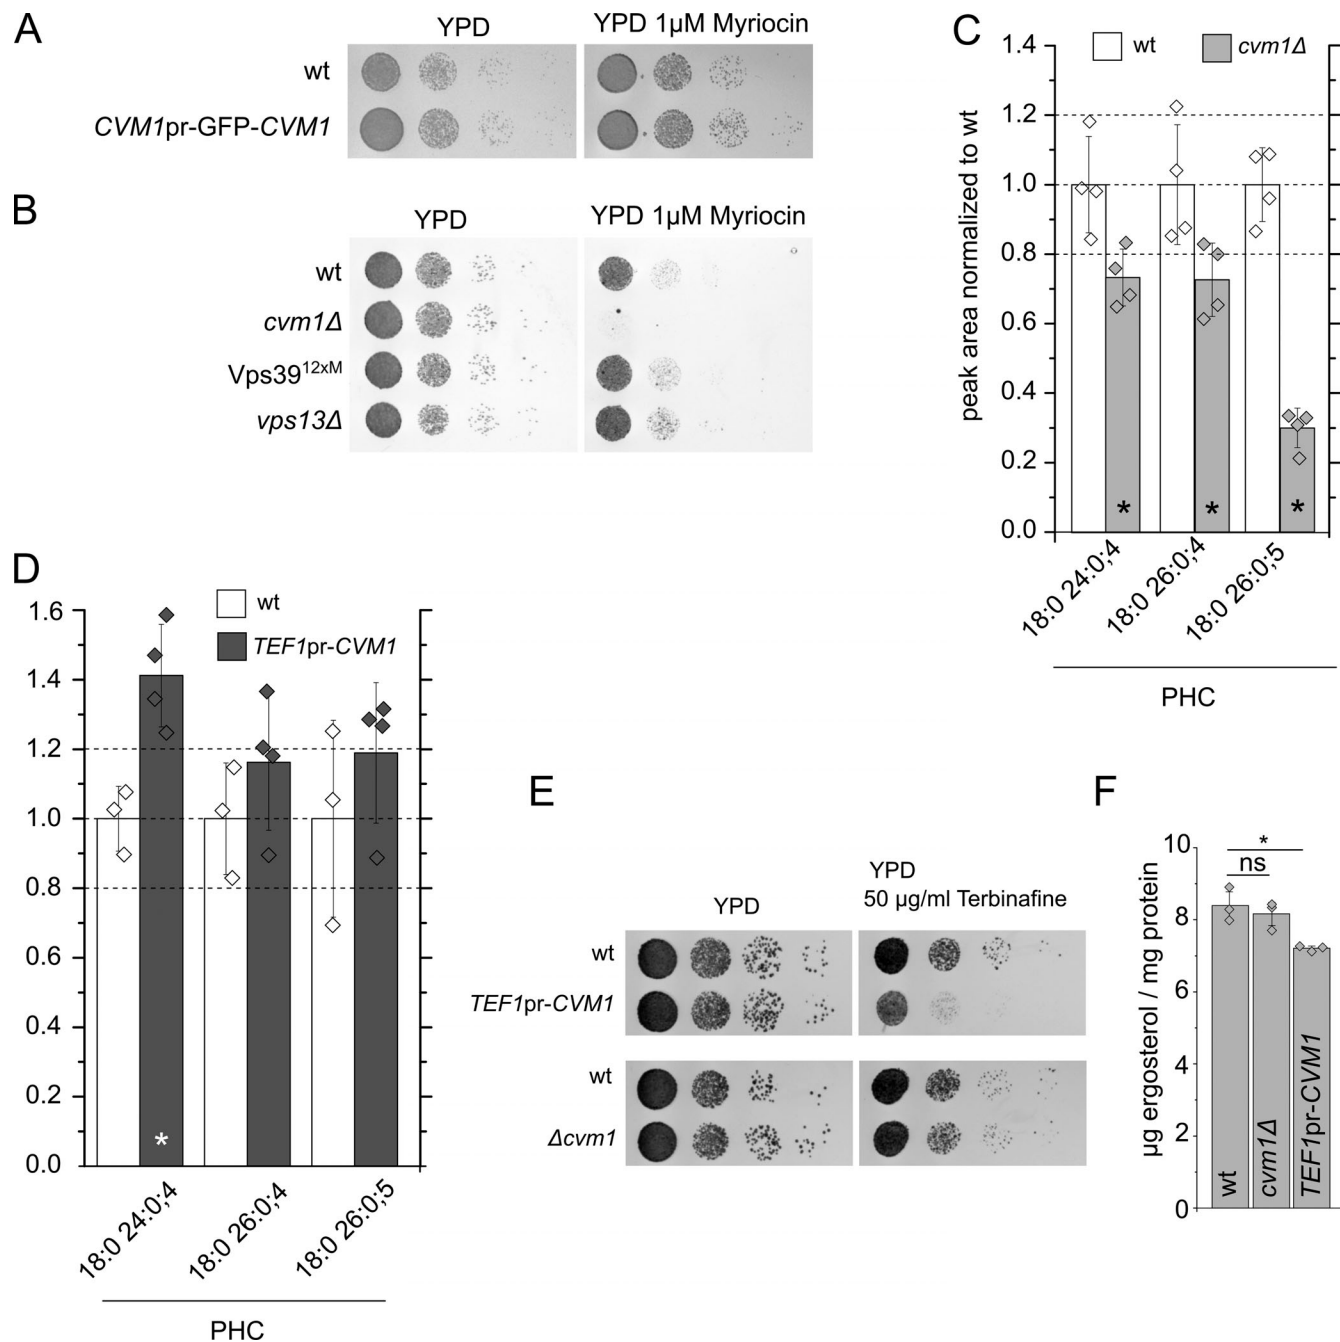 A
YPD
YPD 1µM Myriocin
wt
CVM1pr-GFP-CVM1
B
YPD
YPD 1µM Myriocin
wt
cvm1Δ
Vps39¹²ˣᴹ
vps13Δ
C
wt
cvm1Δ
peak area normalized to wt
1.4
1.2
1.0
0.8
0.6
0.4
0.2
0.0
*
*
*
18:0 24:0;4
18:0 26:0;4
18:0 26:0;5
PHC
D
wt
TEF1pr-CVM1
1.6
1.4
1.2
1.0
0.8
0.6
0.4
0.2
0.0
*
18:0 24:0;4
18:0 26:0;4
18:0 26:0;5
PHC
E
YPD
YPD
50 µg/ml Terbinafine
wt
TEF1pr-CVM1
wt
Δcvm1
F
µg ergosterol / mg protein
10
8
6
4
2
0
*
ns
wt
cvm1Δ
TEF1pr-CVM1